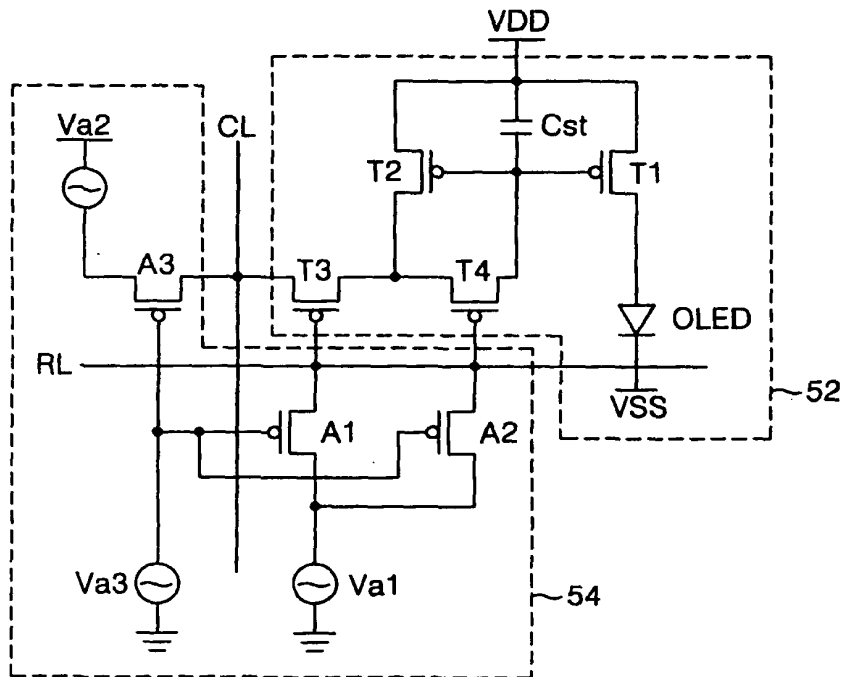 VDD
Va2
CL
Cst
T2
T1
A3
T3
T4
OLED
RL
VSS
52
A1
A2
Va3
Va1
54